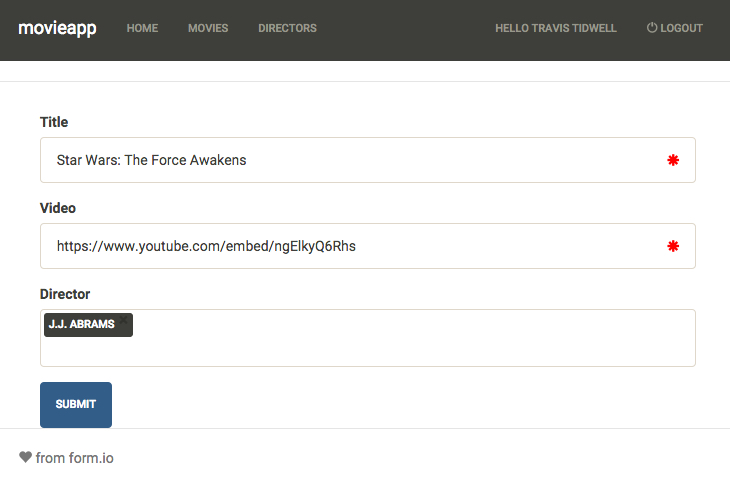 movieapp HOME MOVIES DIRECTORS HELLO TRAVIS TIDWELL LOGOUT
Title
Star Wars: The Force Awakens
Video
https://www.youtube.com/embed/ngElkyQ6Rhs
Director
J.J. ABRAMS ×
SUBMIT
from form.io